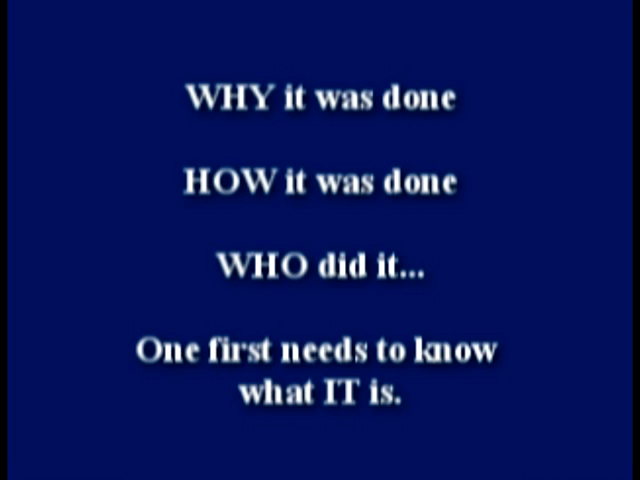 WHY it was done
HOW it was done
WHO did it...
One first needs to know
what IT is.